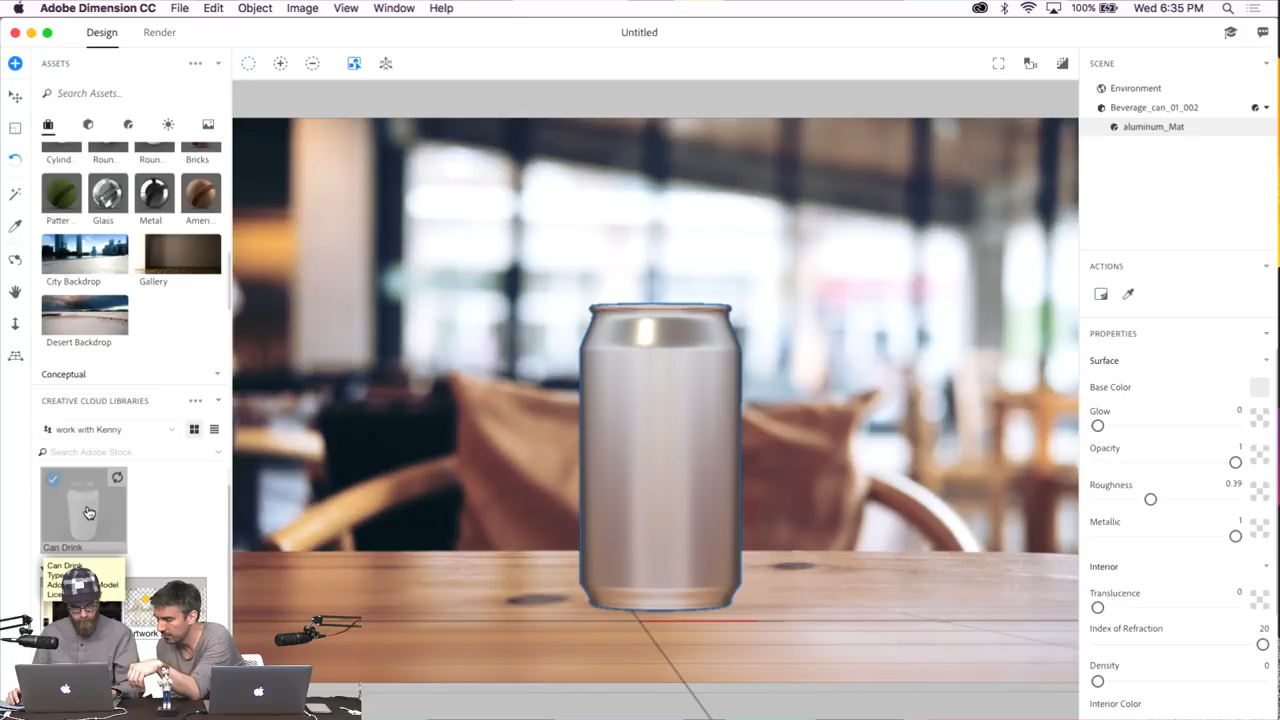 Adobe Dimension CC File Edit Object Image View Window Help 100% Wed 6:35 PM
Design Render Untitled
ASSETS
Search Assets...
Cylind... Roun... Roun... Bricks
Patter... Glass Metal Ameri...
City Backdrop Gallery
Desert Backdrop
Conceptual
CREATIVE CLOUD LIBRARIES
work with Kenny
Search Adobe Stock
Can Drink
Can Drink
SCENE
Environment
Beverage_can_01_002
aluminum_Mat
ACTIONS
PROPERTIES
Surface
Base Color
Glow 0
Opacity 1
Roughness 0.39
Metallic 1
Interior
Translucence 0
Index of Refraction 20
Density 0
Interior Color